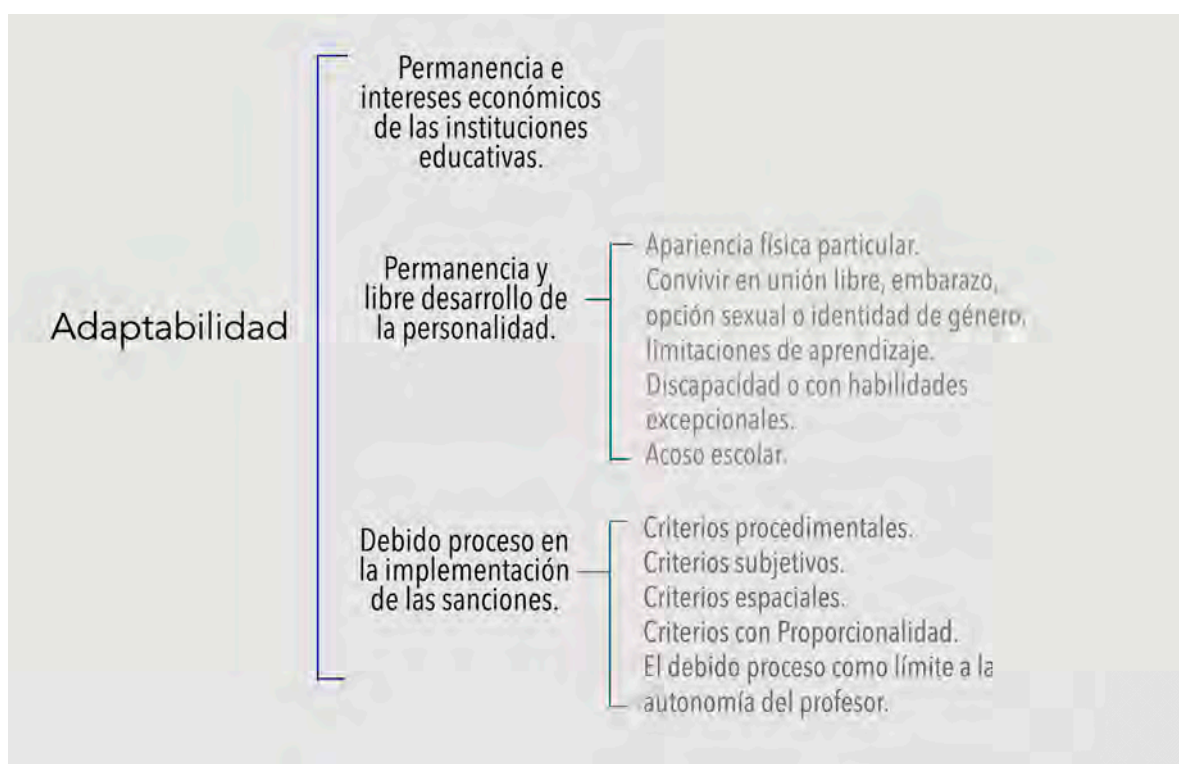 Adaptabilidad
Permanencia e
intereses económicos
de las instituciones
educativas.
Permanencia y
libre desarrollo de
la personalidad.
Apariencia física particular.
Convivir en unión libre, embarazo,
opción sexual o identidad de género,
limitaciones de aprendizaje.
Discapacidad o con habilidades
excepcionales.
Acoso escolar.
Debido proceso en
la implementación
de las sanciones.
Criterios procedimentales.
Criterios subjetivos.
Criterios espaciales.
Criterios con Proporcionalidad.
El debido proceso como límite a la
autonomía del profesor.